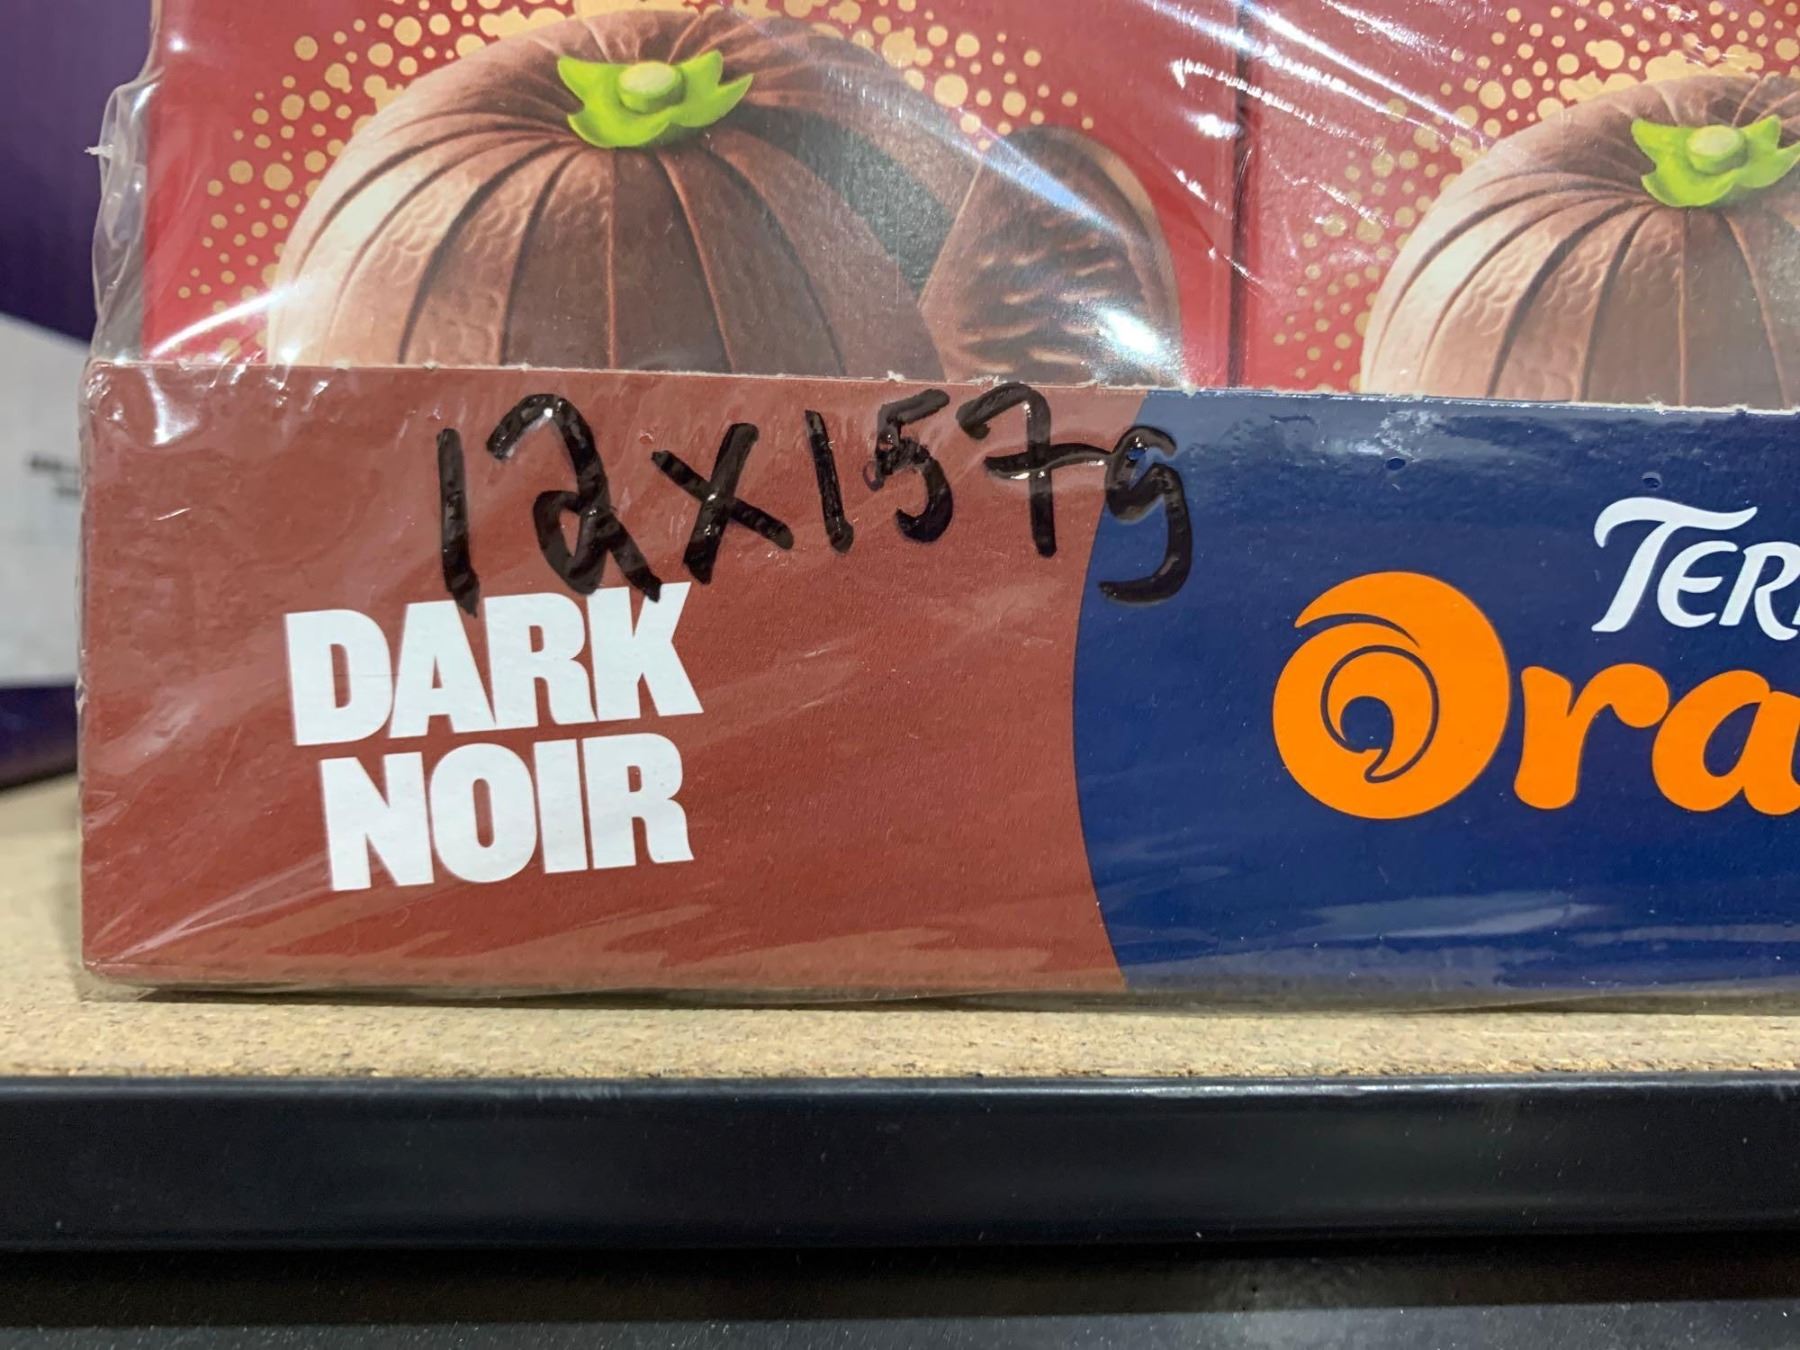 12x157g
DARK
NOIR
TER
Ora